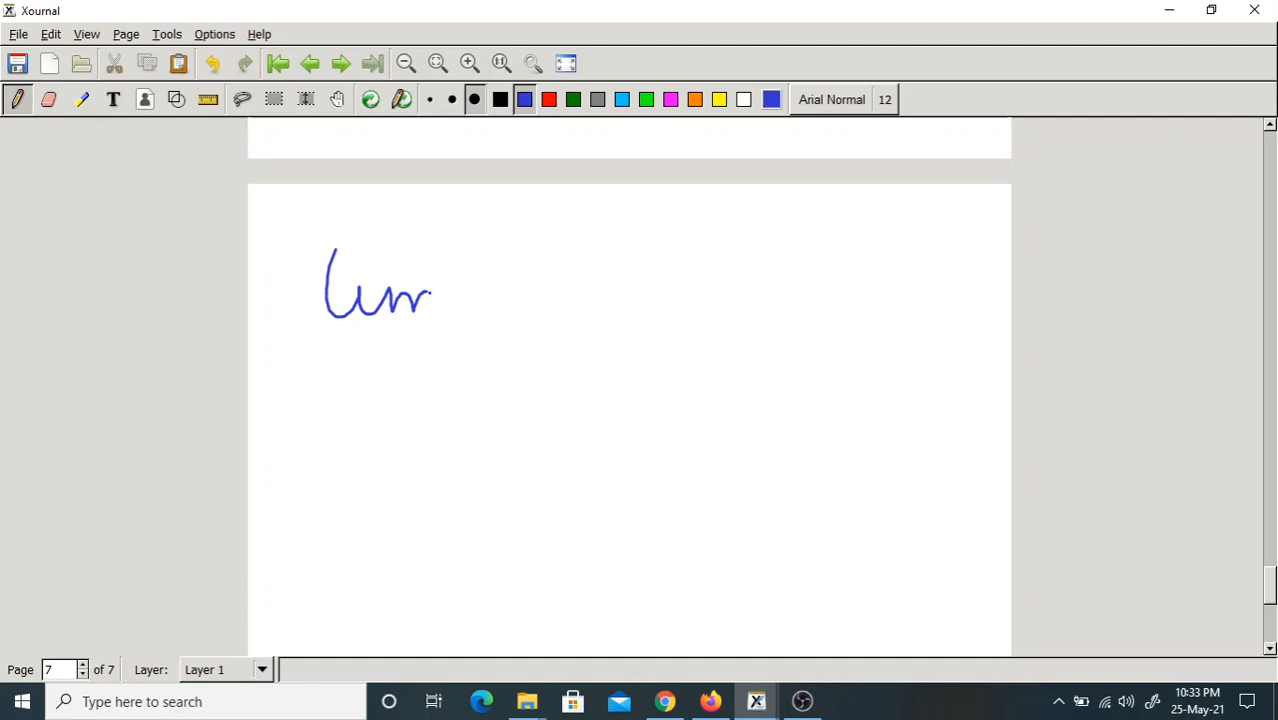 Xournal
File Edit View Page Tools Options Help
Arial Normal 12
Page 7 of 7 Layer: Layer 1
Type here to search
10:33 PM
25-May-21